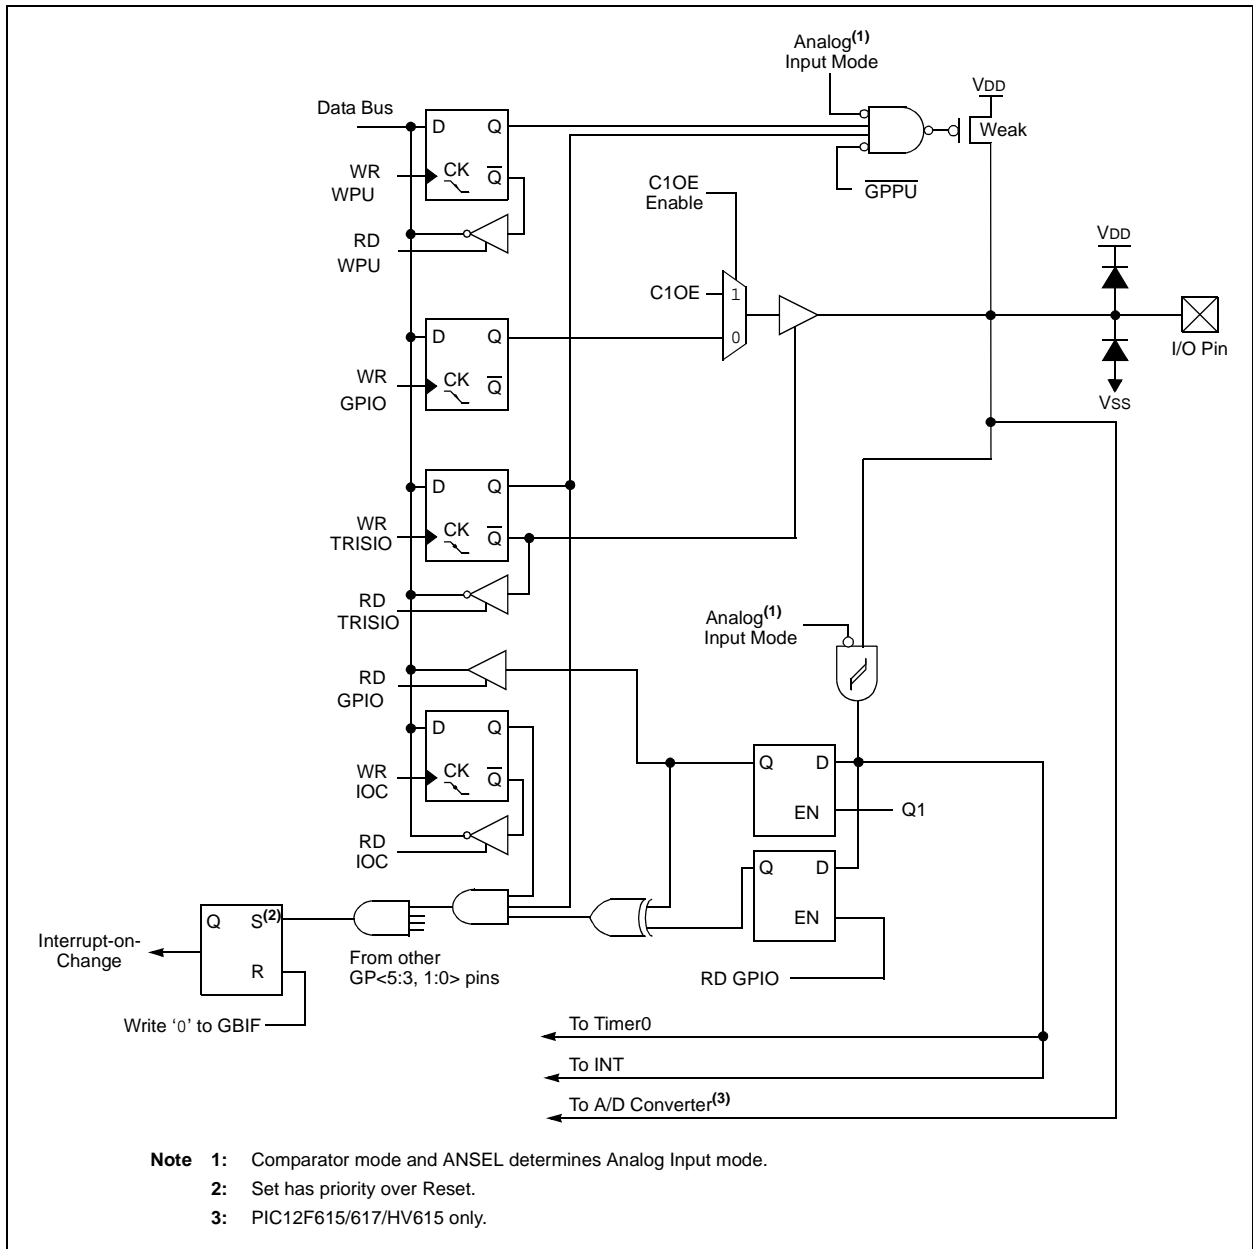 Analog(1)
Input Mode
VDD
Data Bus
D Q
Weak
WR
WPU
CK Q
GPPU
C1OE
Enable
RD
WPU
VDD
C1OE
1
D Q
0
I/O Pin
WR
GPIO
CK Q
VSS
D Q
WR
TRISIO
CK Q
RD
TRISIO
Analog(1)
Input Mode
RD
GPIO
D Q
WR
IOC
CK Q
Q D
EN
Q1
RD
IOC
Q D
EN
Q S(2)
R
Interrupt-on-
Change
From other
GP<5:3, 1:0> pins
RD GPIO
Write ‘0’ to GBIF
To Timer0
To INT
To A/D Converter(3)
Note 1: Comparator mode and ANSEL determines Analog Input mode.
2: Set has priority over Reset.
3: PIC12F615/617/HV615 only.